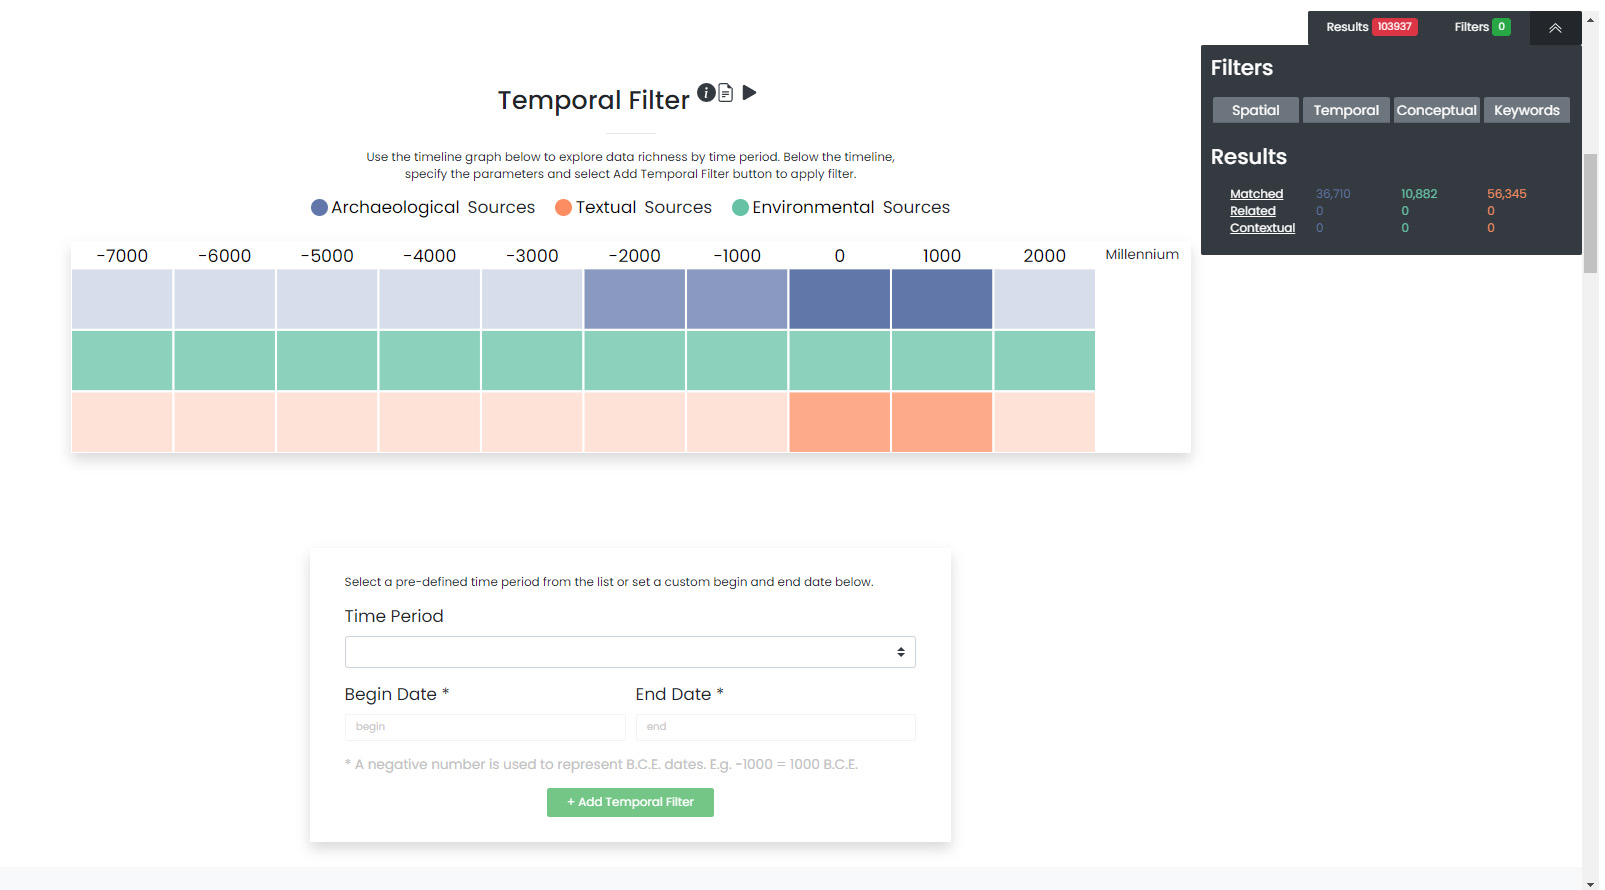 Results 103937 Filters 0
Filters
Spatial Temporal Conceptual Keywords
Results
Matched 36,710 10,882 56,345
Related 0 0 0
Contextual 0 0 0
Temporal Filter
Use the timeline graph below to explore data richness by time period. Below the timeline,
specify the parameters and select Add Temporal Filter button to apply filter.
Archaeological Sources Textual Sources Environmental Sources
-7000 -6000 -5000 -4000 -3000 -2000 -1000 0 1000 2000 Millennium
Select a pre-defined time period from the list or set a custom begin and end date below.
Time Period
Begin Date * End Date *
begin end
* A negative number is used to represent B.C.E. dates. E.g. -1000 = 1000 B.C.E.
+ Add Temporal Filter